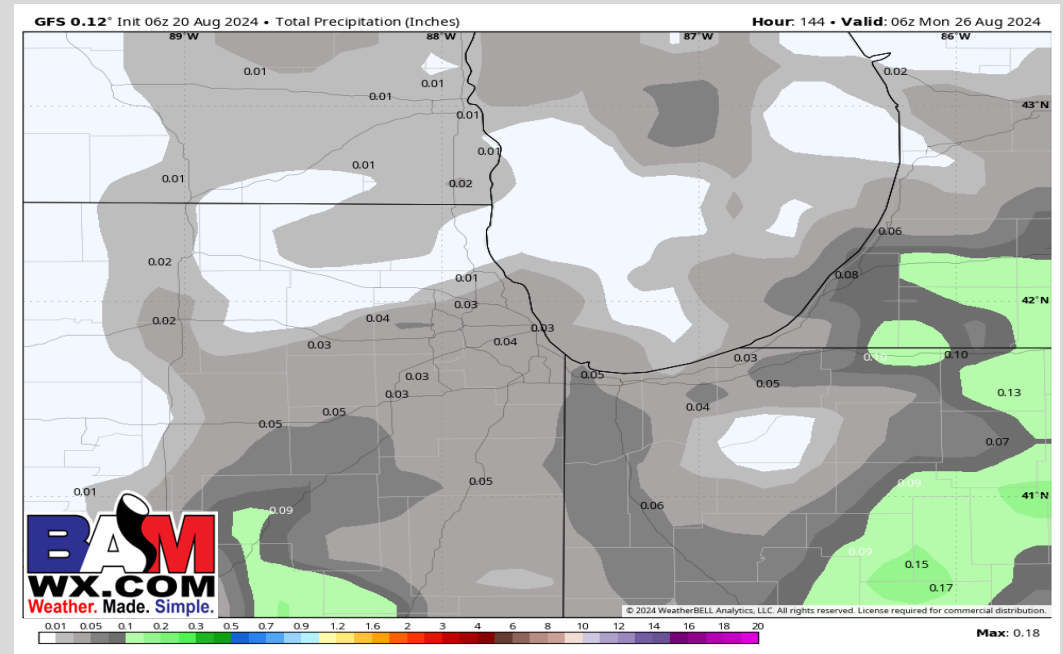 GFS 0.12° Init 06z 20 Aug 2024 • Total Precipitation (Inches) Hour: 144 • Valid: 06z Mon 26 Aug 2024
89°W 88°W 87°W 86°W
0.01 0.02
0.01
0.01
43°N
0.01
0.01
0.01
0.01 0.02
0.06
0.02
0.01 0.08
0.03 42°N
0.02 0.04
0.03
0.03 0.04
0.03 0.10 0.10
0.05 0.03
0.03 0.05
0.03 0.04 0.13
0.05
0.05
0.07
0.05 0.09
0.01 41°N
0.09 0.06
0.09
0.15
0.17
BAM
WX.COM
Weather. Made. Simple.
© 2024 WeatherBELL Analytics, LLC. All rights reserved. License required for commercial distribution.
0.01 0.05 0.1 0.2 0.3 0.5 0.7 0.9 1.2 1.6 2 3 4 6 8 10 12 14 16 18 20
Max: 0.18